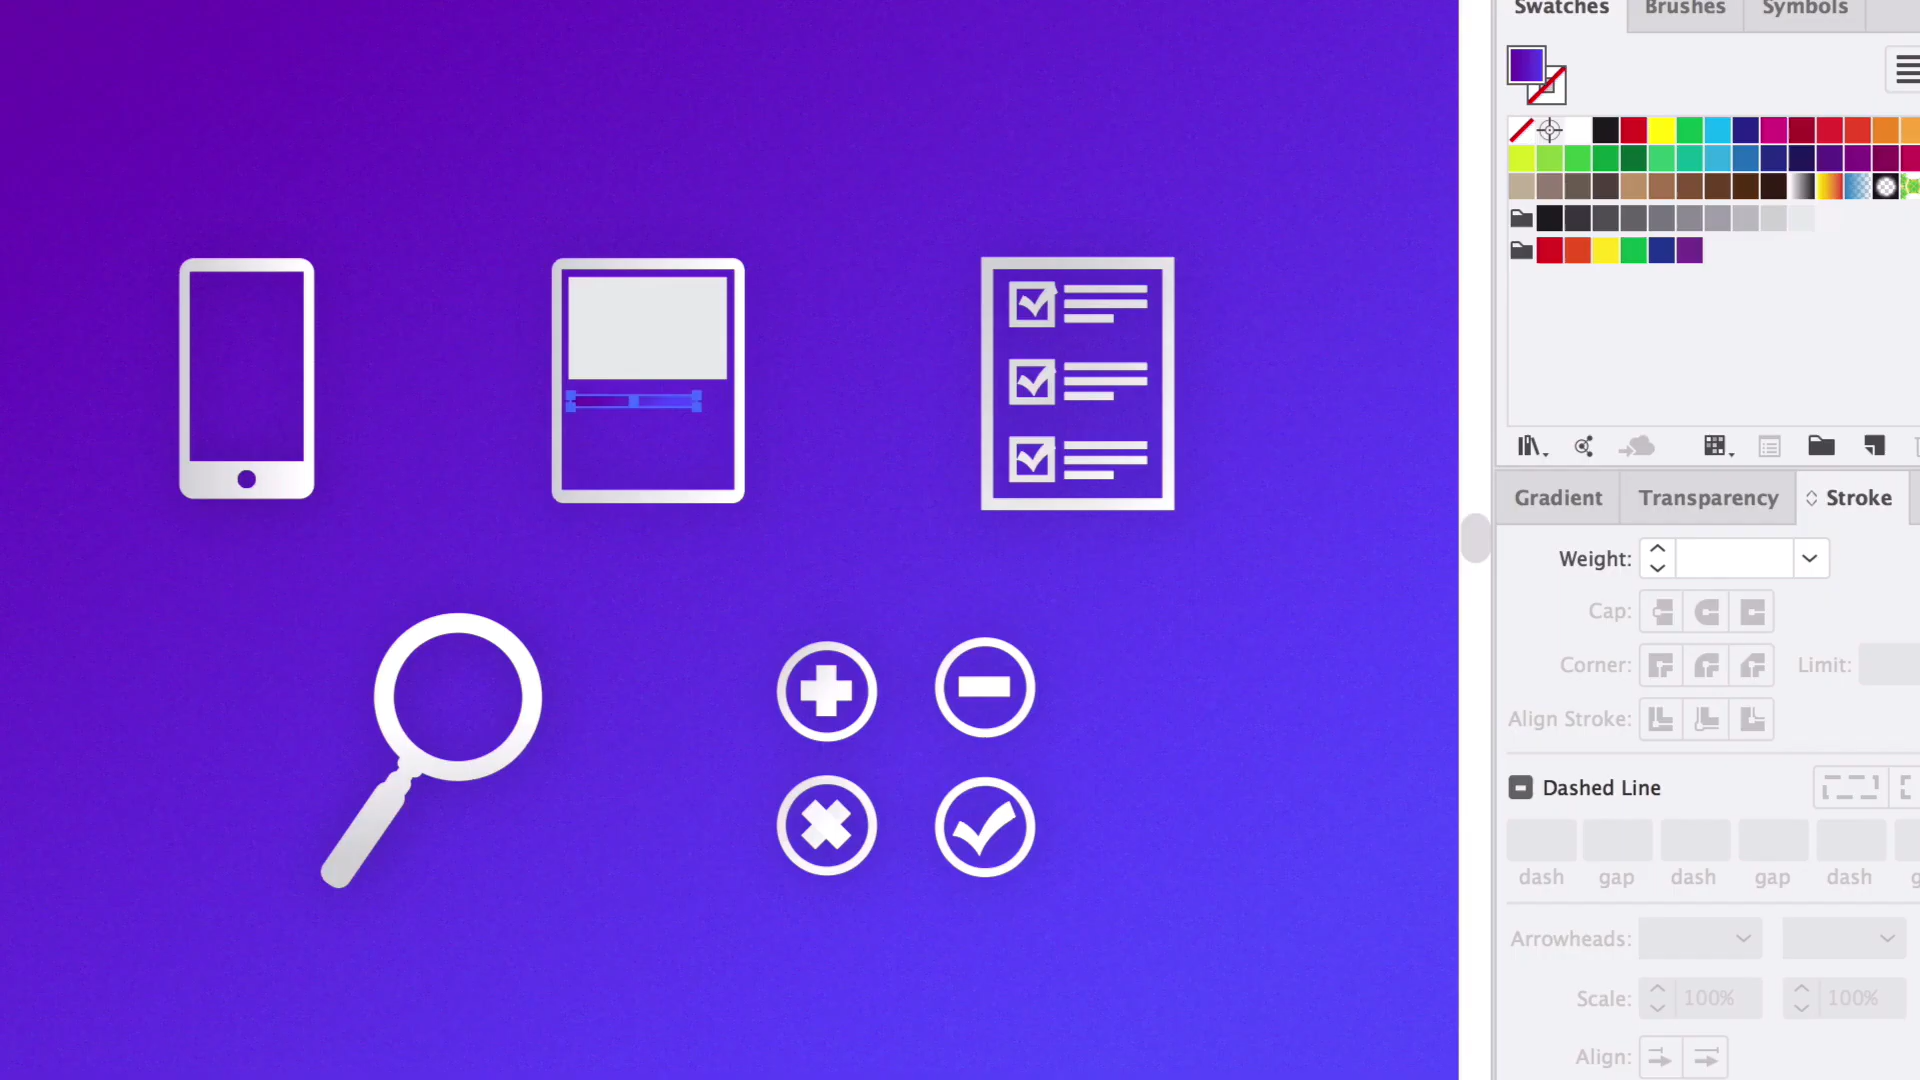 Swatches Brushes Symbols
Gradient Transparency Stroke
Weight:
Cap:
Corner: Limit:
Align Stroke:
Dashed Line
dash gap dash gap dash g
Arrowheads:
Scale: 100% 100%
Align: